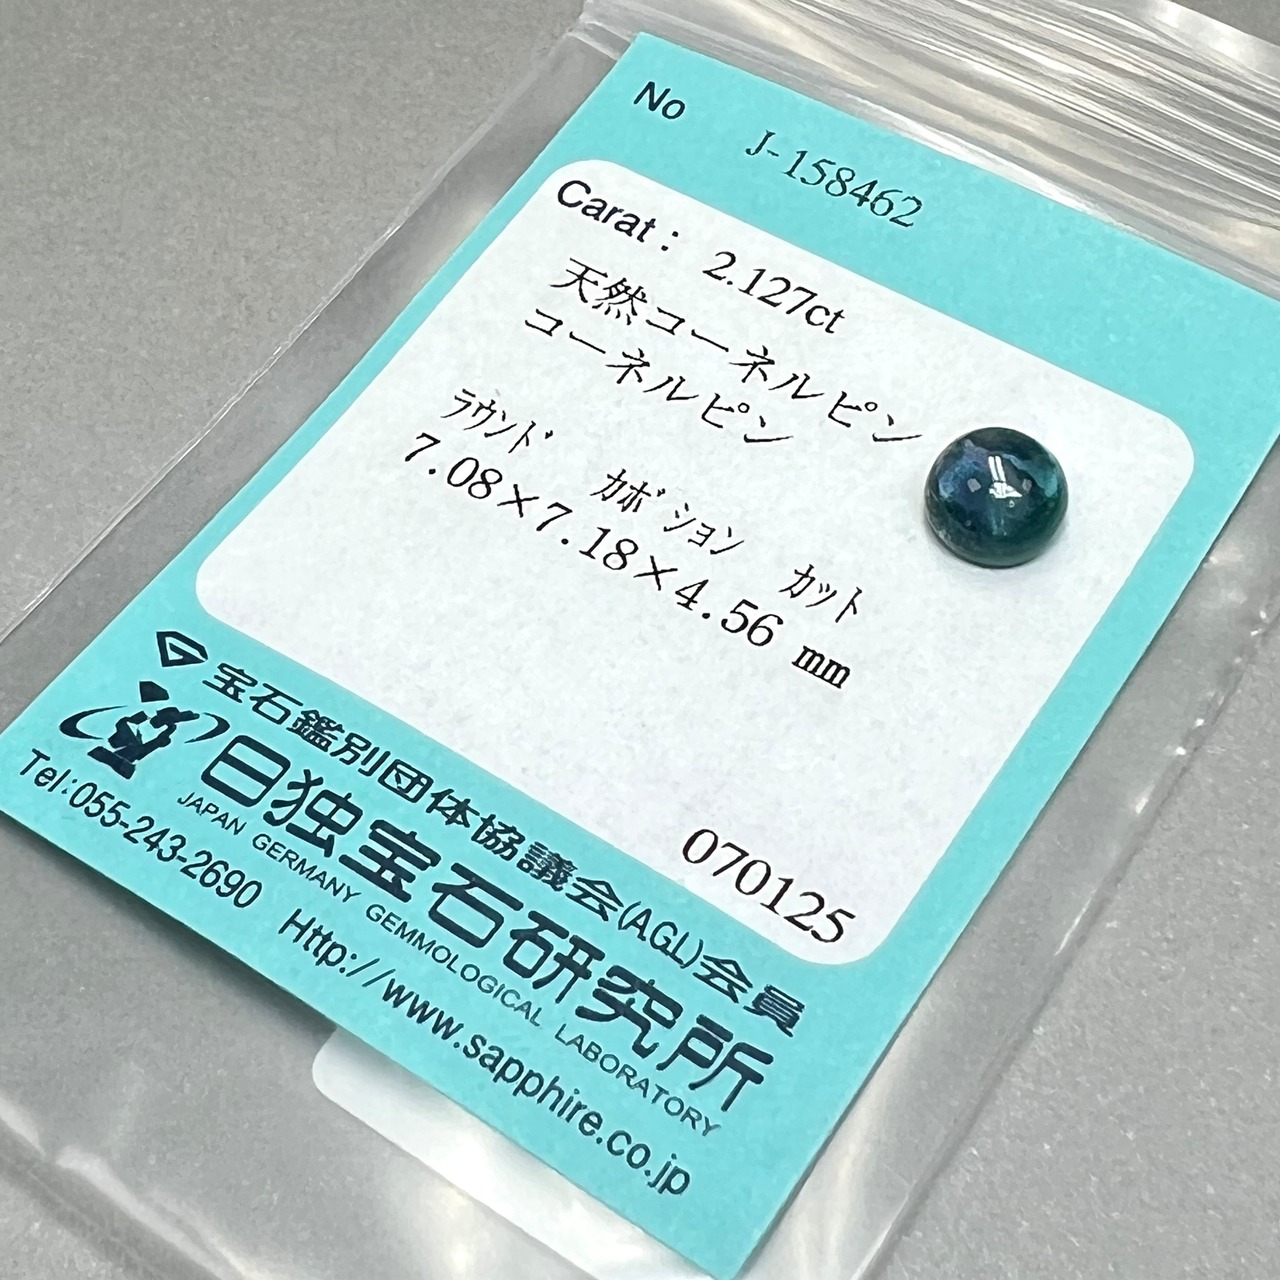 No J-158462
Carat : 2.127ct
天然コーネルピン
コーネルピン
ﾗｳﾝﾄﾞ ｶﾎﾞｼｮﾝ ｶｯﾄ
7.08×7.18×4.56 mm
070125
宝石鑑別団体協議会(AGL)会員
日独宝石研究所
JAPAN GERMANY GEMMOLOGICAL LABORATORY
Tel:055-243-2690 Http://www.sapphire.co.jp